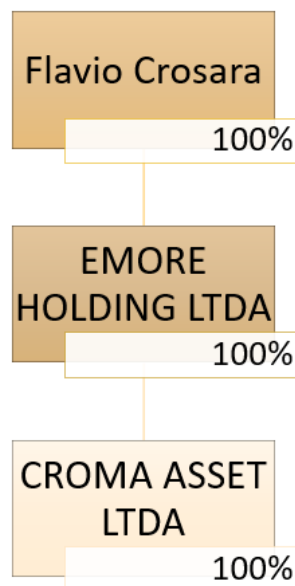 Flavio Crosara
100%
EMORE
HOLDING LTDA
100%
CROMA ASSET
LTDA
100%